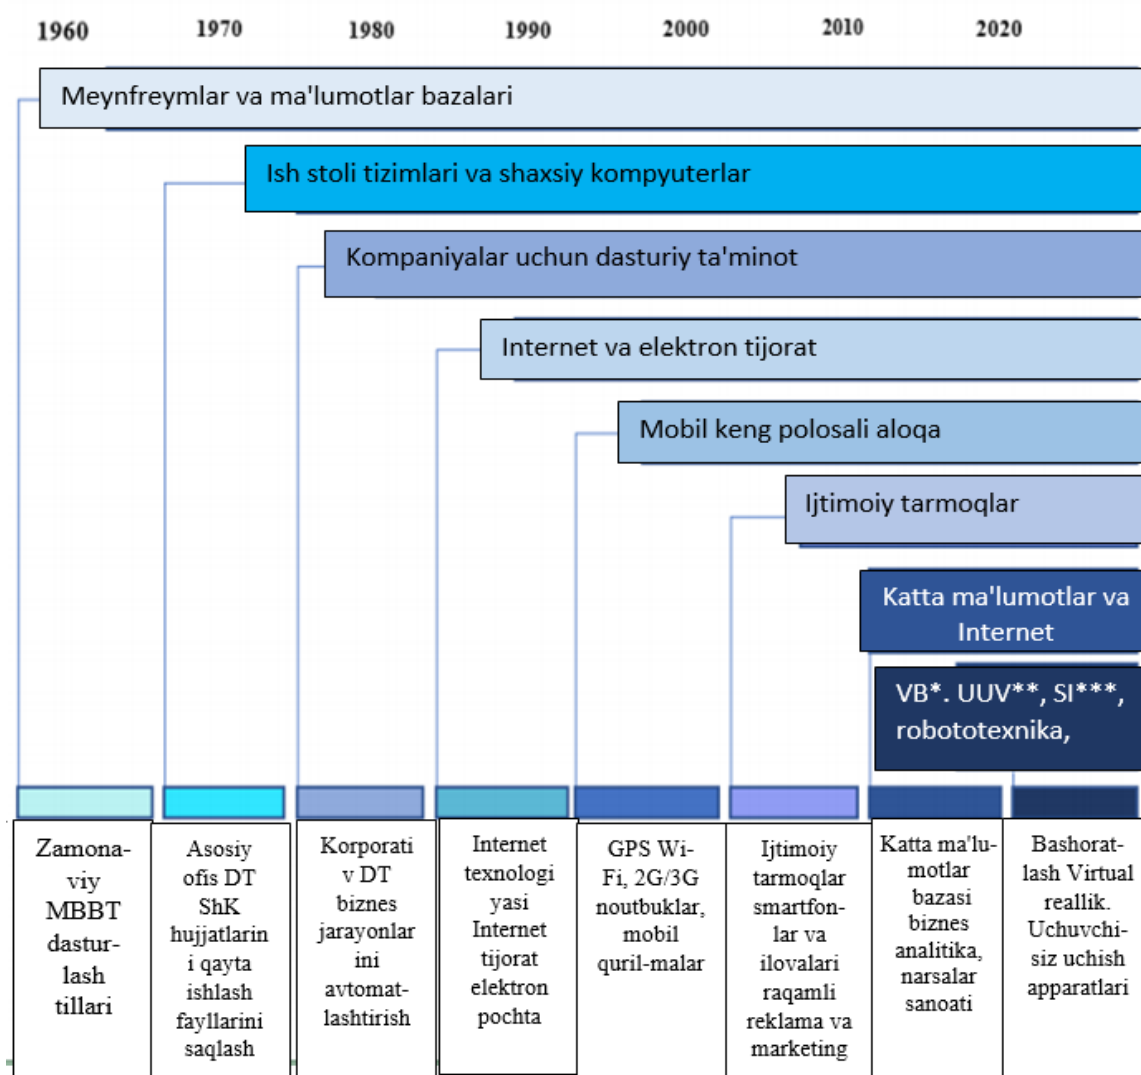 1960 1970 1980 1990 2000 2010 2020
Meynfreymlar va ma'lumotlar bazalari
Ish stoli tizimlari va shaxsiy kompyuterlar
Kompaniyalar uchun dasturiy ta'minot
Internet va elektron tijorat
Mobil keng polosali aloqa
Ijtimoiy tarmoqlar
Katta ma'lumotlar va
Internet
VB*. UUV**, SI***,
robototexnika,
Zamona-
viy
MBBT
dastur-
lash
tillari
Asosiy
ofis DT
ShK
hujjatlarin
i qayta
ishlash
fayllarini
saqlash
Korporati
v DT
biznes
jarayonlar
ini
avtomat-
lashtirish
Internet
texnologi
yasi
Internet
tijorat
elektron
pochta
GPS Wi-
Fi, 2G/3G
noutbuklar,
mobil
quril-malar
Ijtimoiy
tarmoqlar
smartfon-
lar va
ilovalari
raqamli
reklama va
marketing
Katta ma'lu-
motlar
bazasi
biznes
analitika,
narsalar
sanoati
Bashorat-
lash Virtual
reallik.
Uchuvchi-
siz uchish
apparatlari